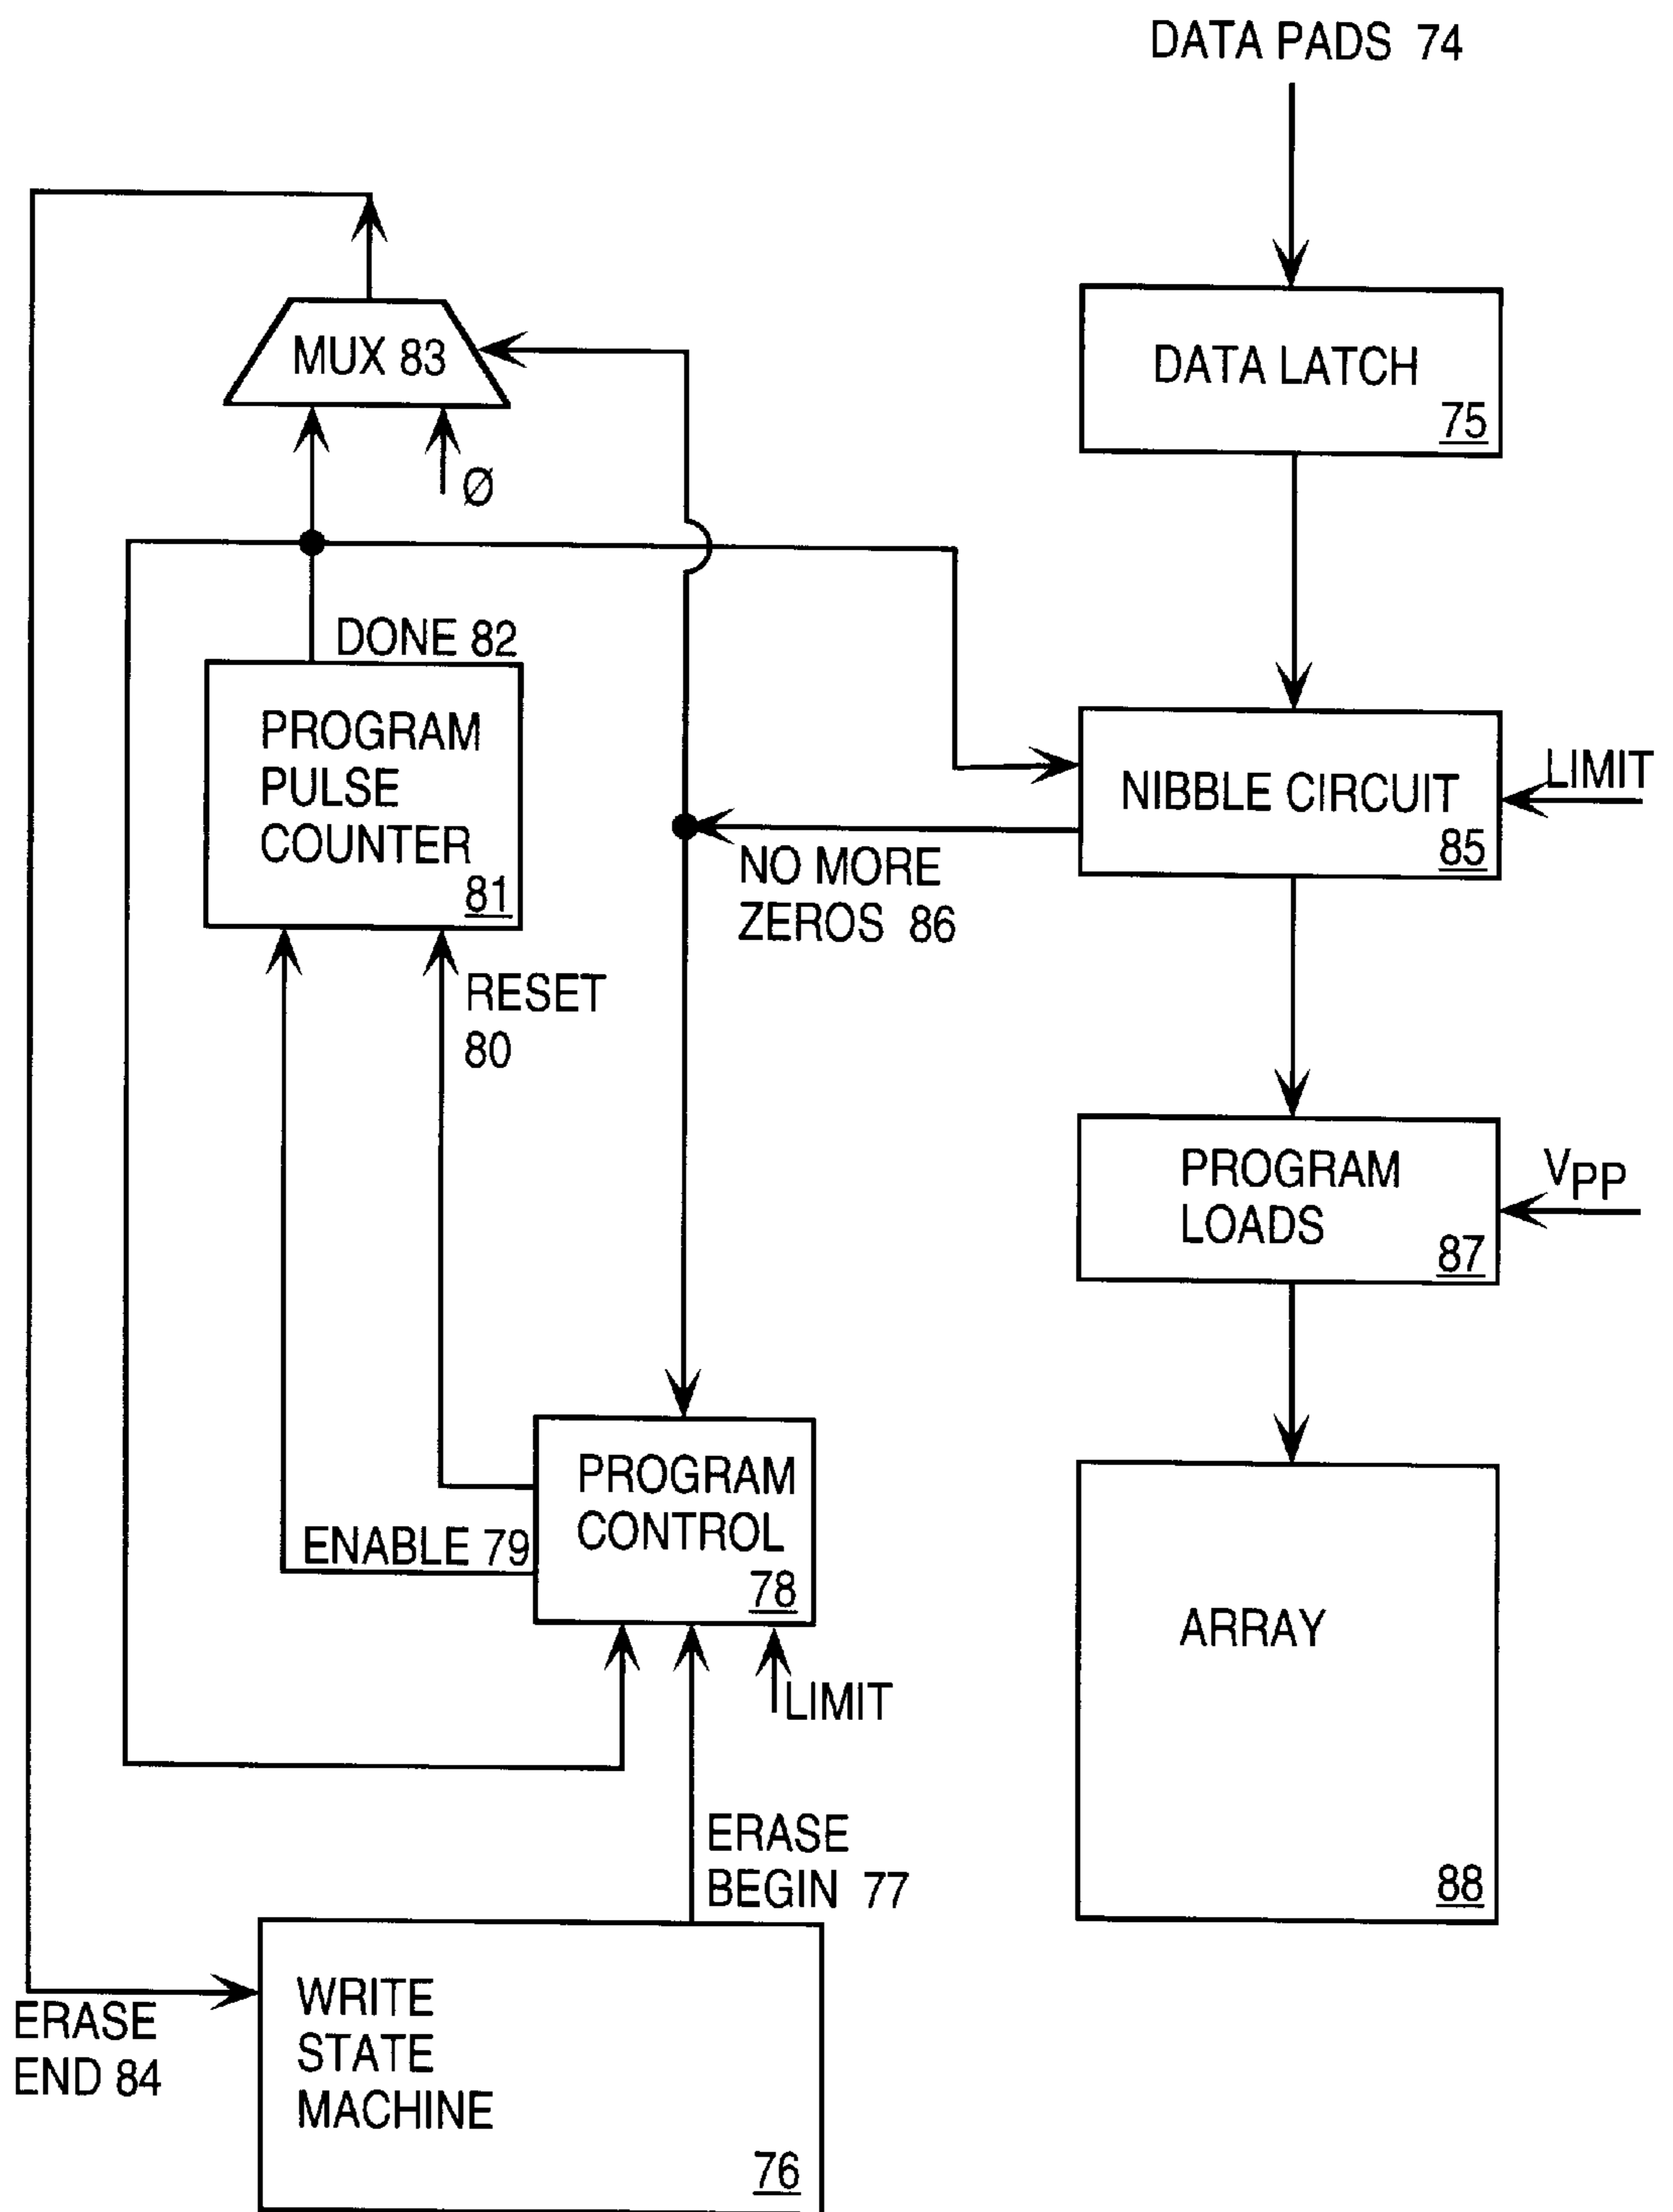 DATA PADS 74
MUX 83
DATA LATCH
75
Ø
DONE 82
PROGRAM
PULSE
COUNTER
81
NIBBLE CIRCUIT
85
LIMIT
NO MORE
ZEROS 86
RESET
80
PROGRAM
LOADS
87
VPP
PROGRAM
CONTROL
78
ENABLE 79
ARRAY
88
LIMIT
ERASE
BEGIN 77
ERASE
END 84
WRITE
STATE
MACHINE
76